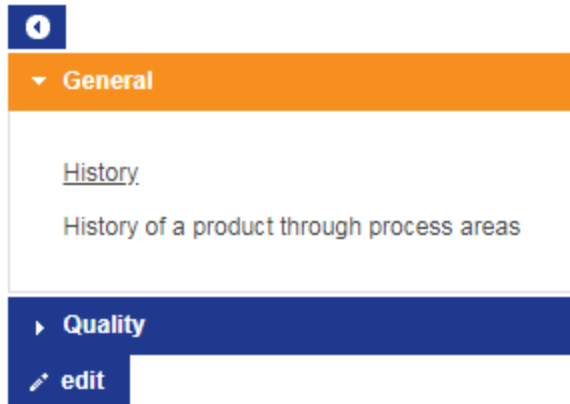 General
History
History of a product through process areas
Quality
edit